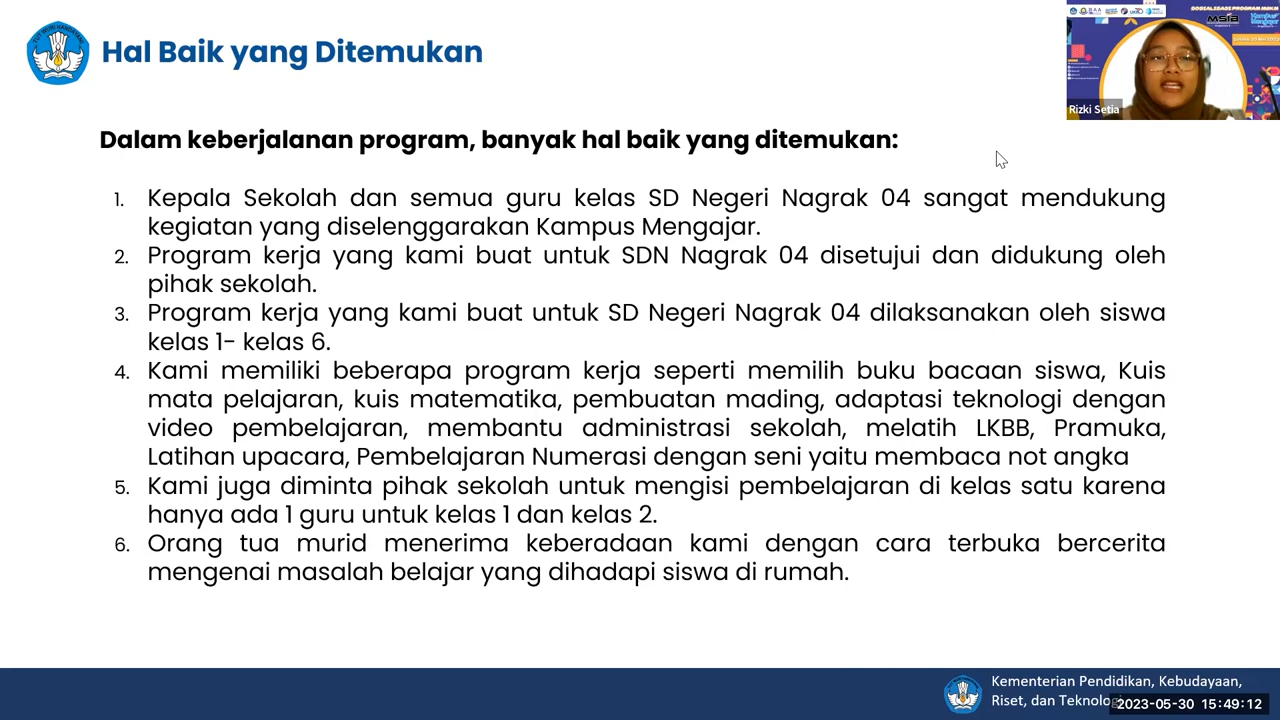 Hal Baik yang Ditemukan
SOSIALISASI PROGRAM MBKM
MSIB
Kampus
Mengajar
Rizki Setia
Dalam keberjalanan program, banyak hal baik yang ditemukan:
1. Kepala Sekolah dan semua guru kelas SD Negeri Nagrak 04 sangat mendukung
kegiatan yang diselenggarakan Kampus Mengajar.
2. Program kerja yang kami buat untuk SDN Nagrak 04 disetujui dan didukung oleh
pihak sekolah.
3. Program kerja yang kami buat untuk SD Negeri Nagrak 04 dilaksanakan oleh siswa
kelas 1- kelas 6.
4. Kami memiliki beberapa program kerja seperti memilih buku bacaan siswa, Kuis
mata pelajaran, kuis matematika, pembuatan mading, adaptasi teknologi dengan
video pembelajaran, membantu administrasi sekolah, melatih LKBB, Pramuka,
Latihan upacara, Pembelajaran Numerasi dengan seni yaitu membaca not angka
5. Kami juga diminta pihak sekolah untuk mengisi pembelajaran di kelas satu karena
hanya ada 1 guru untuk kelas 1 dan kelas 2.
6. Orang tua murid menerima keberadaan kami dengan cara terbuka bercerita
mengenai masalah belajar yang dihadapi siswa di rumah.
Kementerian Pendidikan, Kebudayaan,
Riset, dan Teknologi
2023-05-30 15:49:12